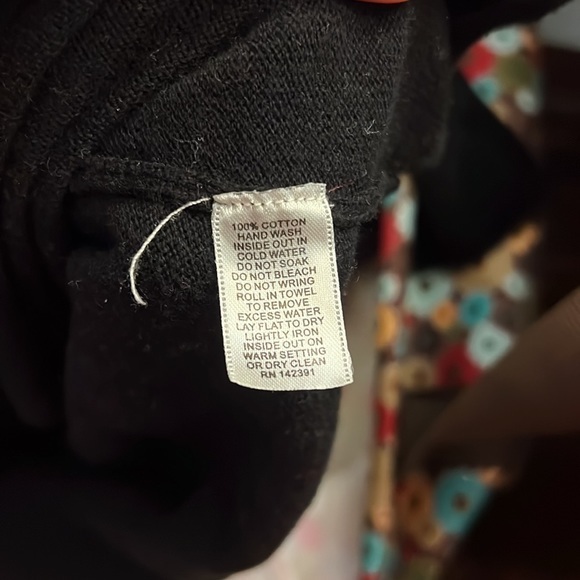 100% COTTON
HAND WASH
INSIDE OUT IN
COLD WATER
DO NOT SOAK
DO NOT BLEACH
DO NOT WRING
ROLL IN TOWEL
TO REMOVE
EXCESS WATER
LAY FLAT TO DRY
LIGHTLY IRON
INSIDE OUT ON
WARM SETTING
OR DRY CLEAN
RN 142391